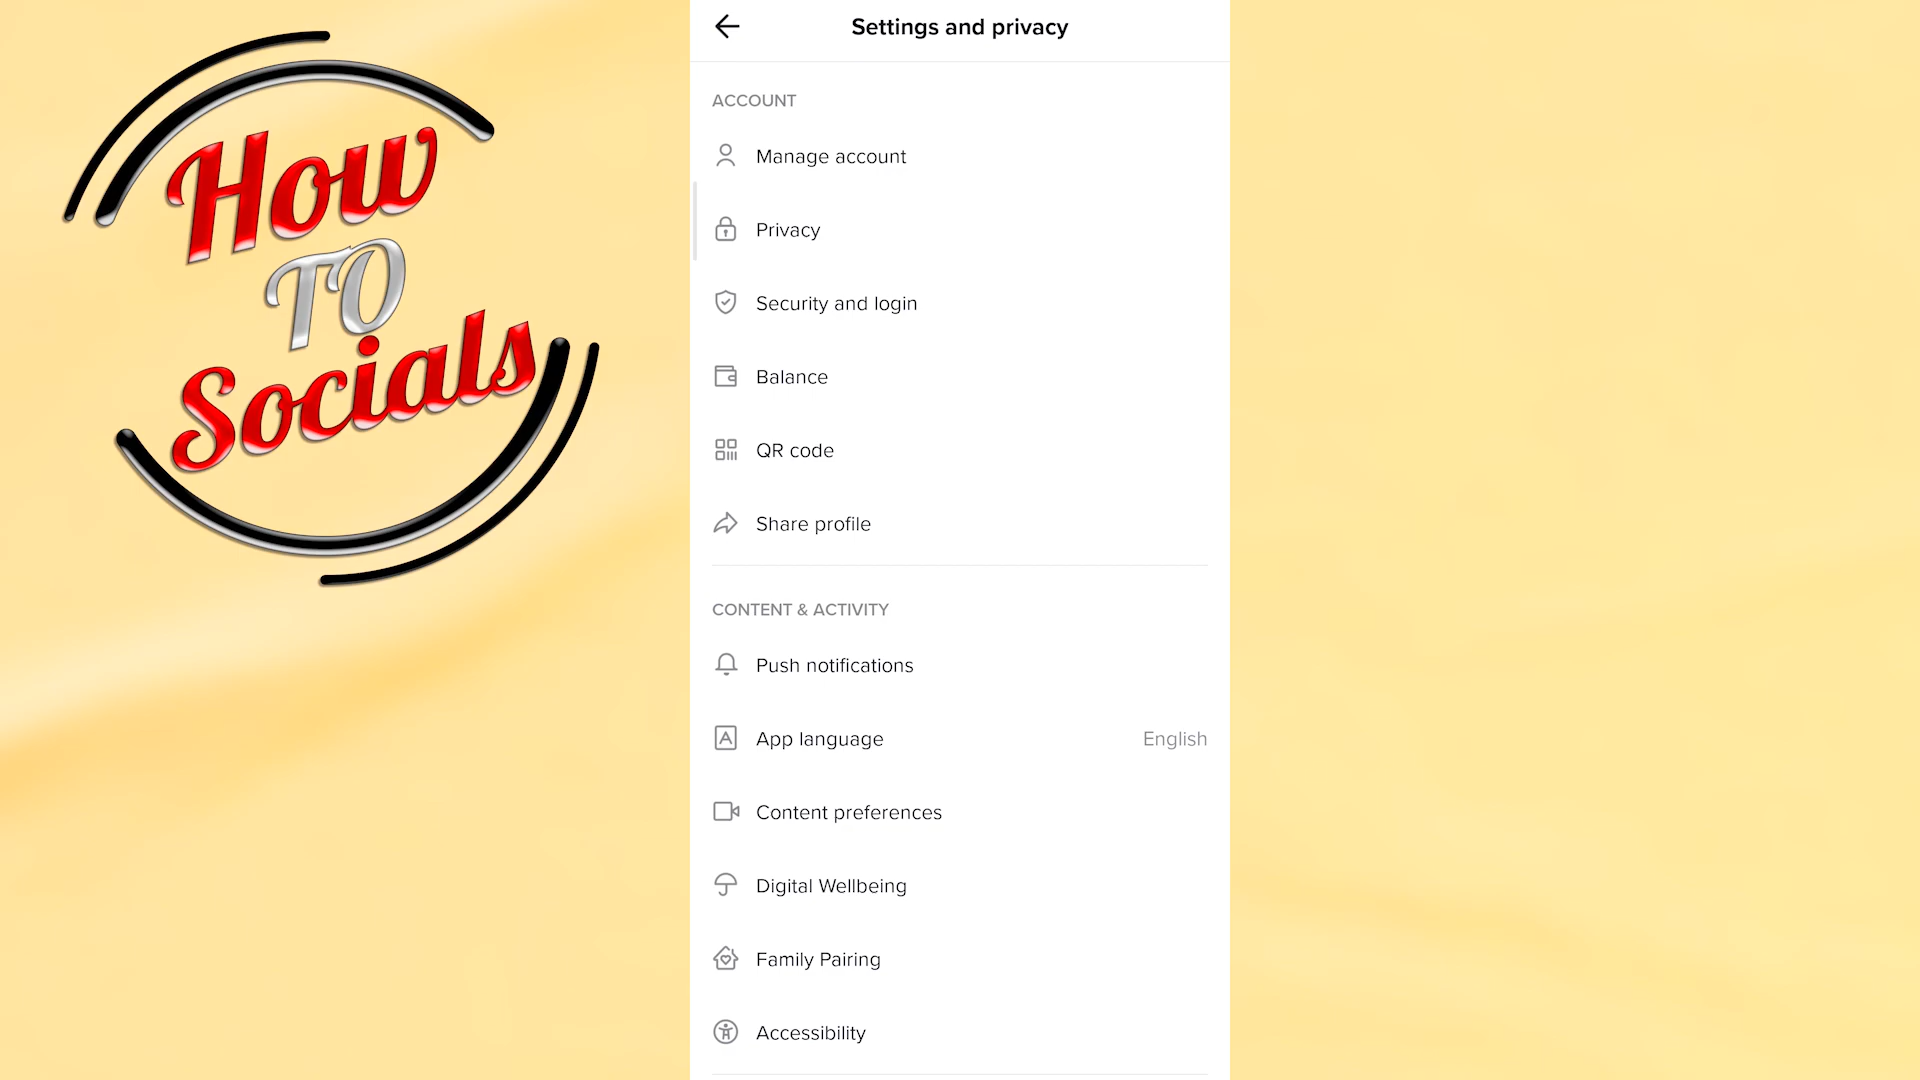 How
TO
Socials
Settings and privacy
ACCOUNT
Manage account
Privacy
Security and login
Balance
QR code
Share profile
CONTENT & ACTIVITY
Push notifications
App language English
Content preferences
Digital Wellbeing
Family Pairing
Accessibility